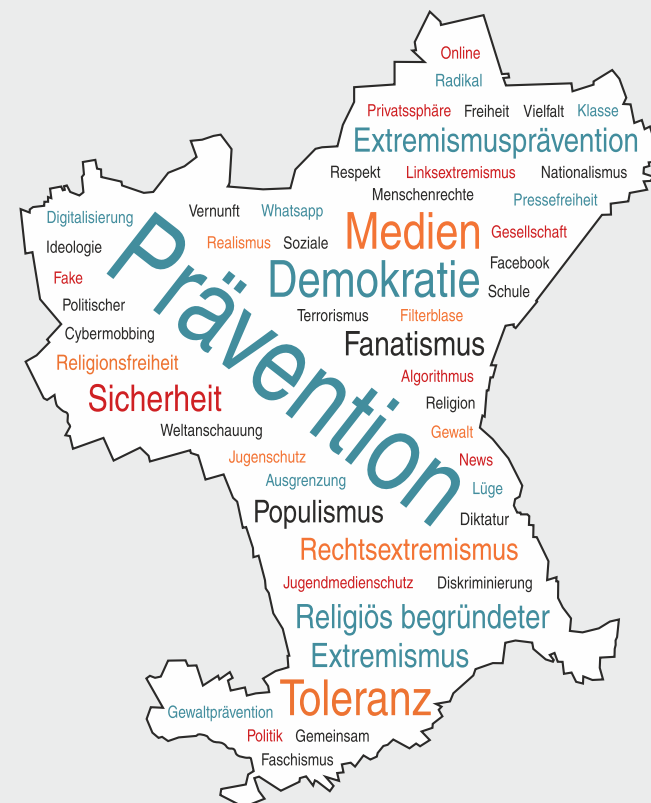 Online
Radikal
Privatssphäre Freiheit Vielfalt Klasse
Extremismusprävention
Respekt Linksextremismus Nationalismus
Menschenrechte Pressefreiheit
Digitalisierung Vernunft Whatsapp Medien Gesellschaft
Ideologie Realismus Soziale
Facebook
Fake Demokratie Schule
Prävention
Politischer Terrorismus Filterblase
Cybermobbing Fanatismus
Religionsfreiheit Algorithmus
Sicherheit Religion
Weltanschauung Gewalt
Jugenschutz News
Ausgrenzung Lüge
Populismus Diktatur
Rechtsextremismus
Jugendmedienschutz Diskriminierung
Religiös begründeter
Extremismus
Toleranz
Gewaltprävention
Politik Gemeinsam
Faschismus